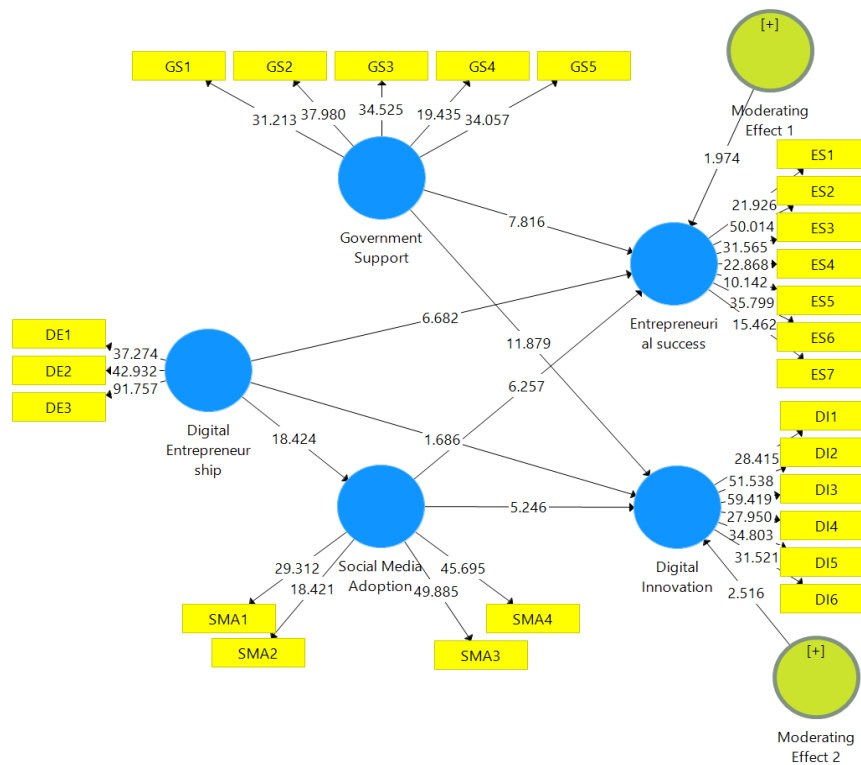 [+]
GS1
GS2
GS3
GS4
GS5
31.213
37.980
34.525
19.435
34.057
Moderating
Effect 1
1.974
ES1
ES2
ES3
ES4
ES5
ES6
ES7
21.926
50.014
31.565
22.868
10.142
35.799
15.462
Government
Support
7.816
Entrepreneuri
al success
6.682
11.879
6.257
DE1
DE2
DE3
37.274
42.932
91.757
Digital
Entrepreneur
ship
18.424
1.686
5.246
DI1
DI2
DI3
DI4
DI5
DI6
28.415
51.538
59.419
27.950
34.803
31.521
Social Media
Adoption
Digital
Innovation
29.312
18.421
49.885
45.695
SMA1
SMA2
SMA3
SMA4
2.516
[+]
Moderating
Effect 2